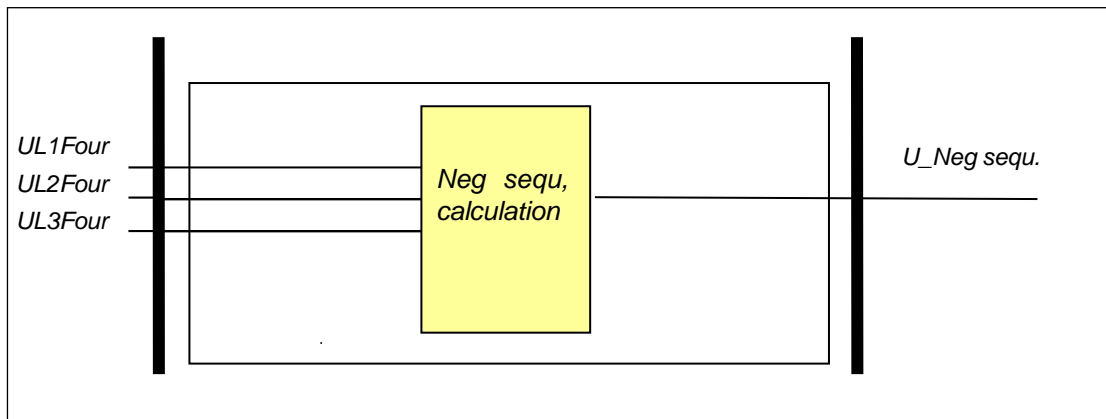 UL1Four
UL2Four
UL3Four
Neg sequ,
calculation
U_Neg sequ.